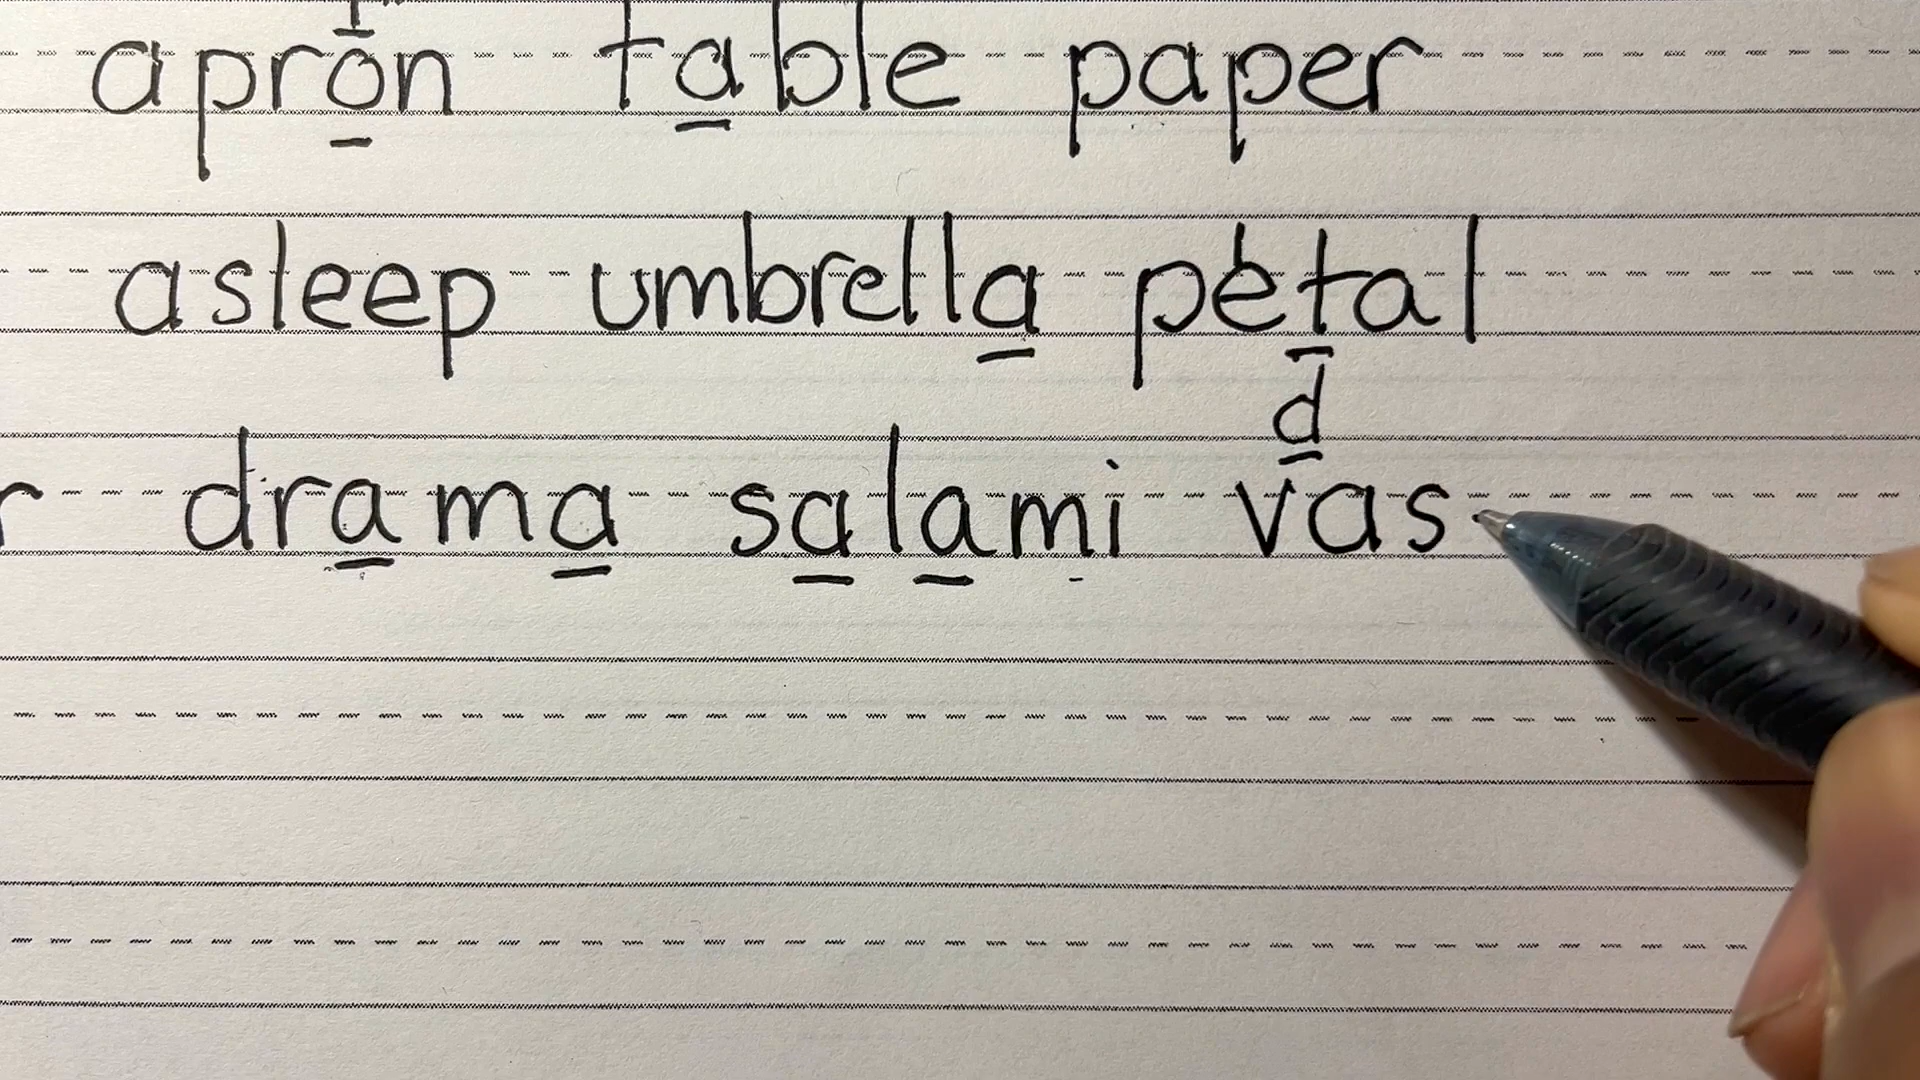 apron table paper
asleep umbrella petal
d
r drama salami vas